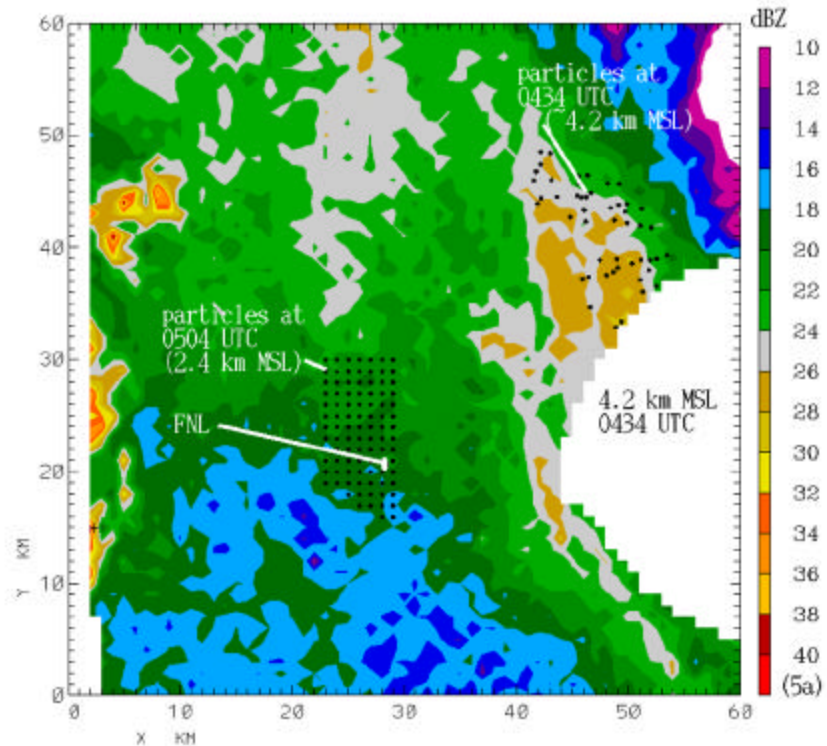 dBZ
60
50
40
30
20
10
0
Y KM
0 10 20 30 40 50 60
X KM
particles at
0434 UTC
(~4.2 km MSL)
particles at
0504 UTC
(2.4 km MSL)
FNL
4.2 km MSL
0434 UTC
10
12
14
16
18
20
22
24
26
28
30
32
34
36
38
40
(5a)